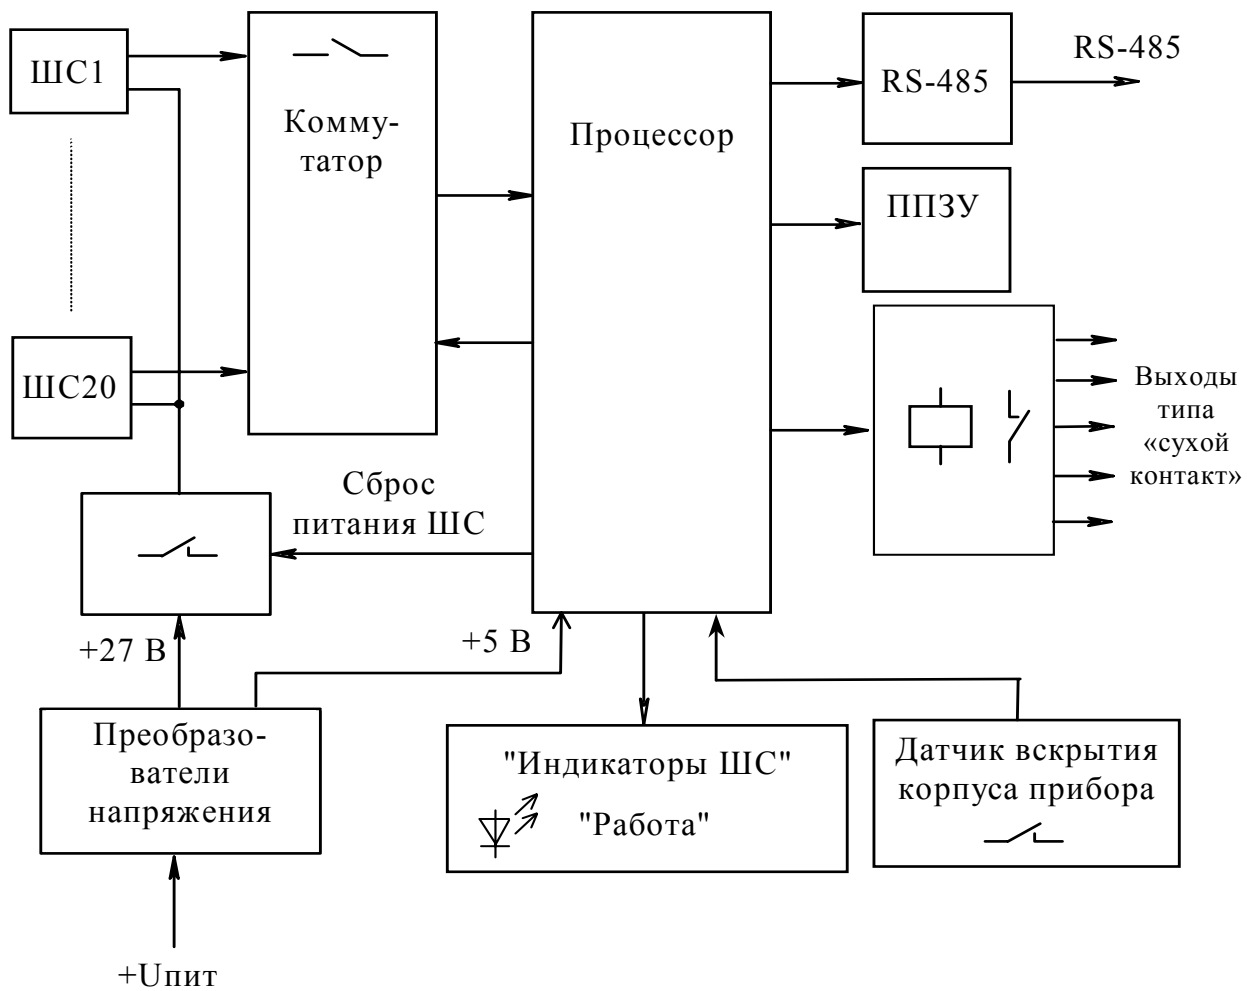 ШС1
Комму-
татор
Процессор
RS-485
RS-485
ППЗУ
ШС20
Выходы
типа
«сухой
контакт»
Сброс
питания ШС
+27 В
+5 В
Преобразо-
ватели
напряжения
"Индикаторы ШС"
"Работа"
Датчик вскрытия
корпуса прибора
+Uпит